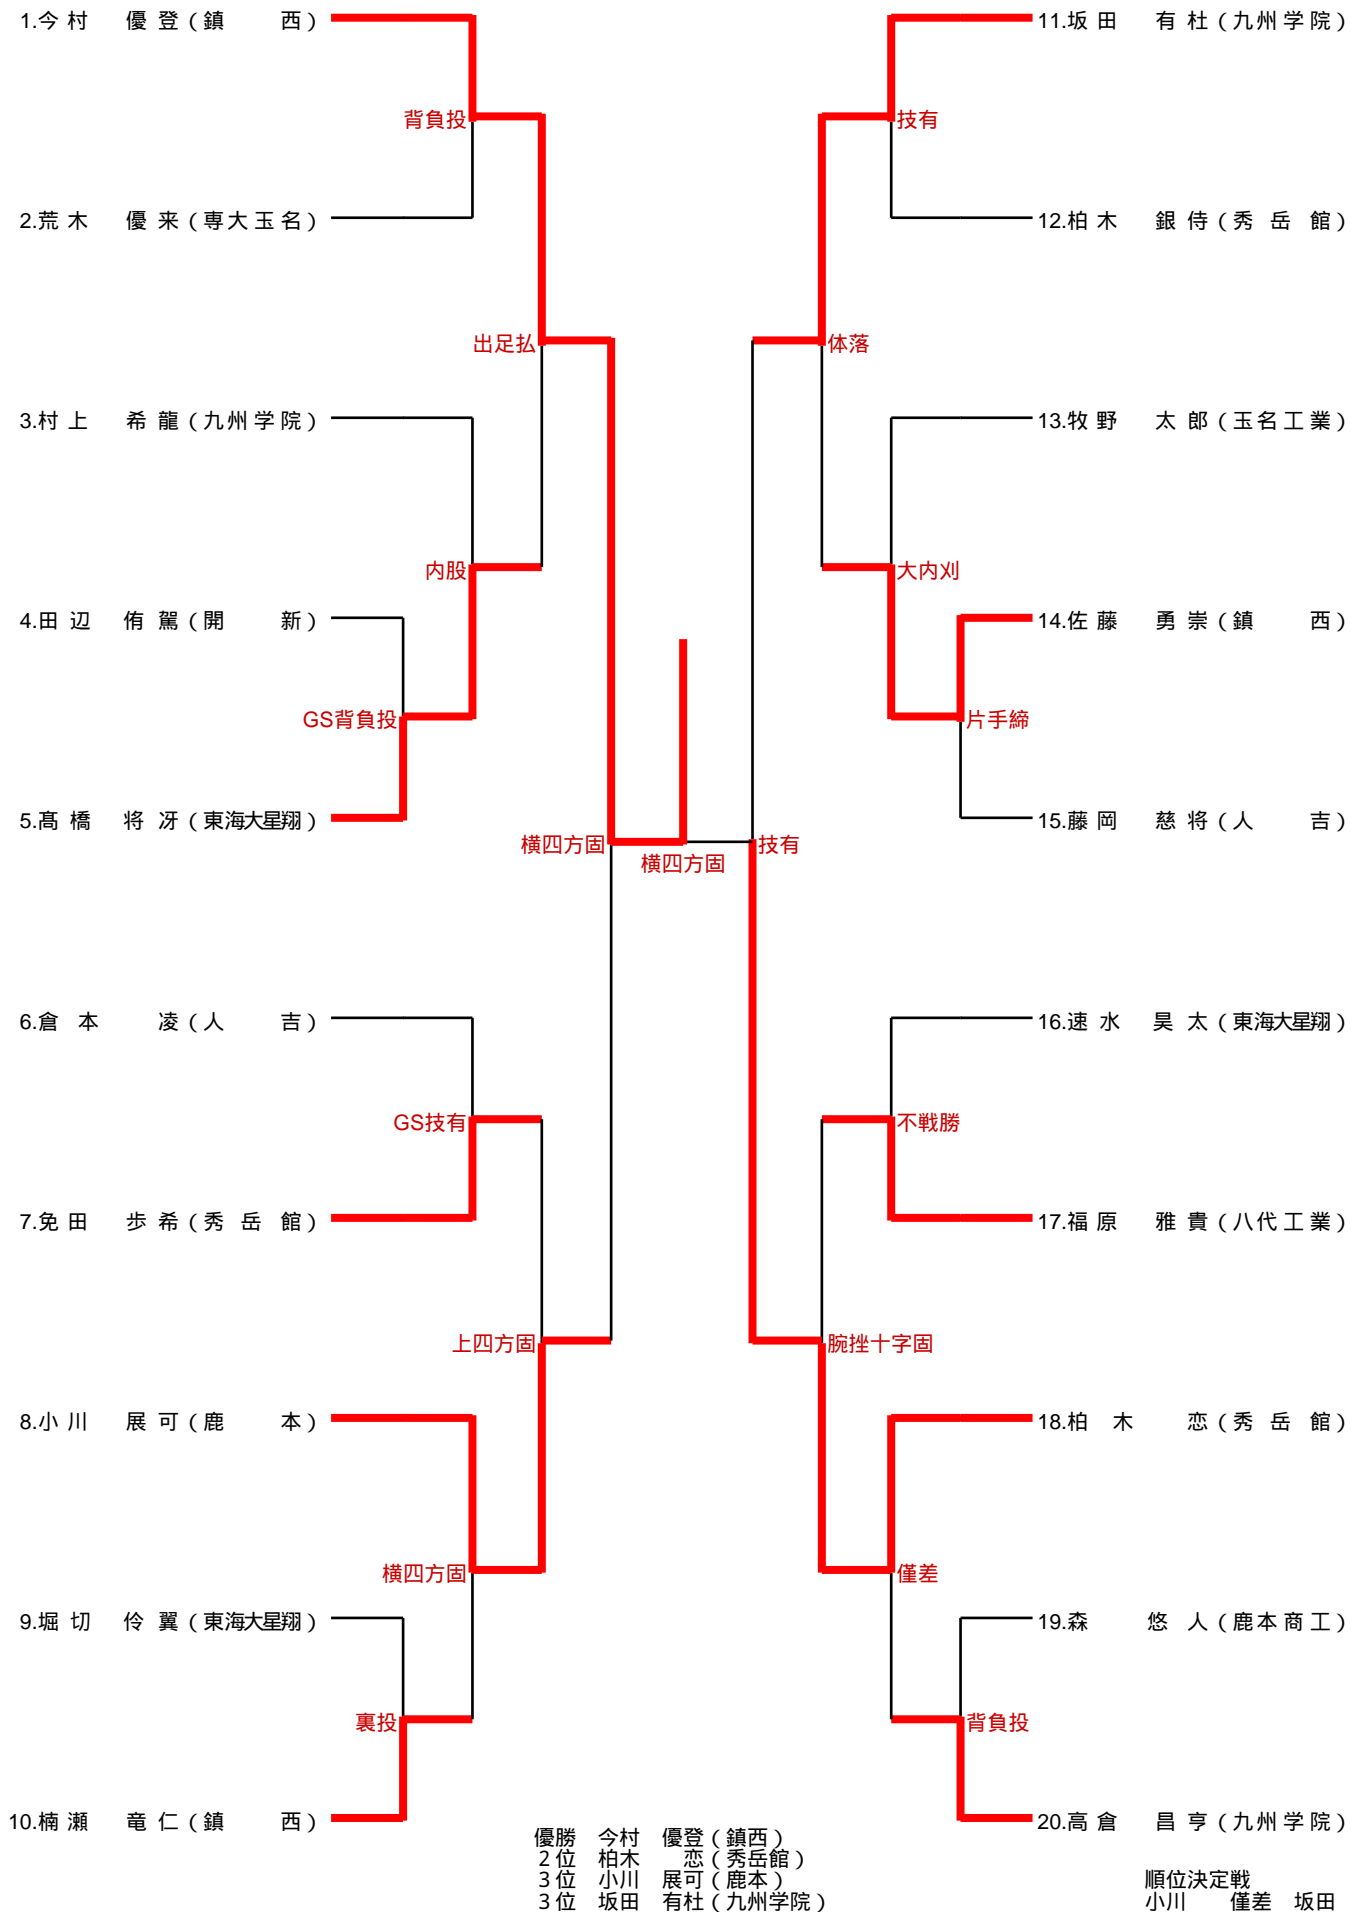 1.今村　優登(鎮　西)
11.坂田　有杜(九州学院)
背負投
技有
2.荒木　優来(専大玉名)
12.柏木　銀侍(秀岳館)
出足払
体落
3.村上　希龍(九州学院)
13.牧野　太郎(玉名工業)
内股
大内刈
4.田辺　侑駕(開　新)
14.佐藤　勇崇(鎮　西)
GS背負投
片手締
5.髙橋　将冴(東海大星翔)
15.藤岡　慈将(人　吉)
横四方固
横四方固
技有
6.倉本　凌(人　吉)
16.速水　昊太(東海大星翔)
GS技有
不戦勝
7.免田　歩希(秀岳館)
17.福原　雅貴(八代工業)
上四方固
腕挫十字固
8.小川　展可(鹿　本)
18.柏木　恋(秀岳館)
横四方固
僅差
9.堀切　伶翼(東海大星翔)
19.森　悠人(鹿本商工)
裏投
背負投
10.楠瀬　竜仁(鎮　西)
20.高倉　昌亨(九州学院)
優勝　今村　優登(鎮西)
2位　柏木　恋(秀岳館)
3位　小川　展可(鹿本)
3位　坂田　有杜(九州学院)
順位決定戦
小川　僅差　坂田